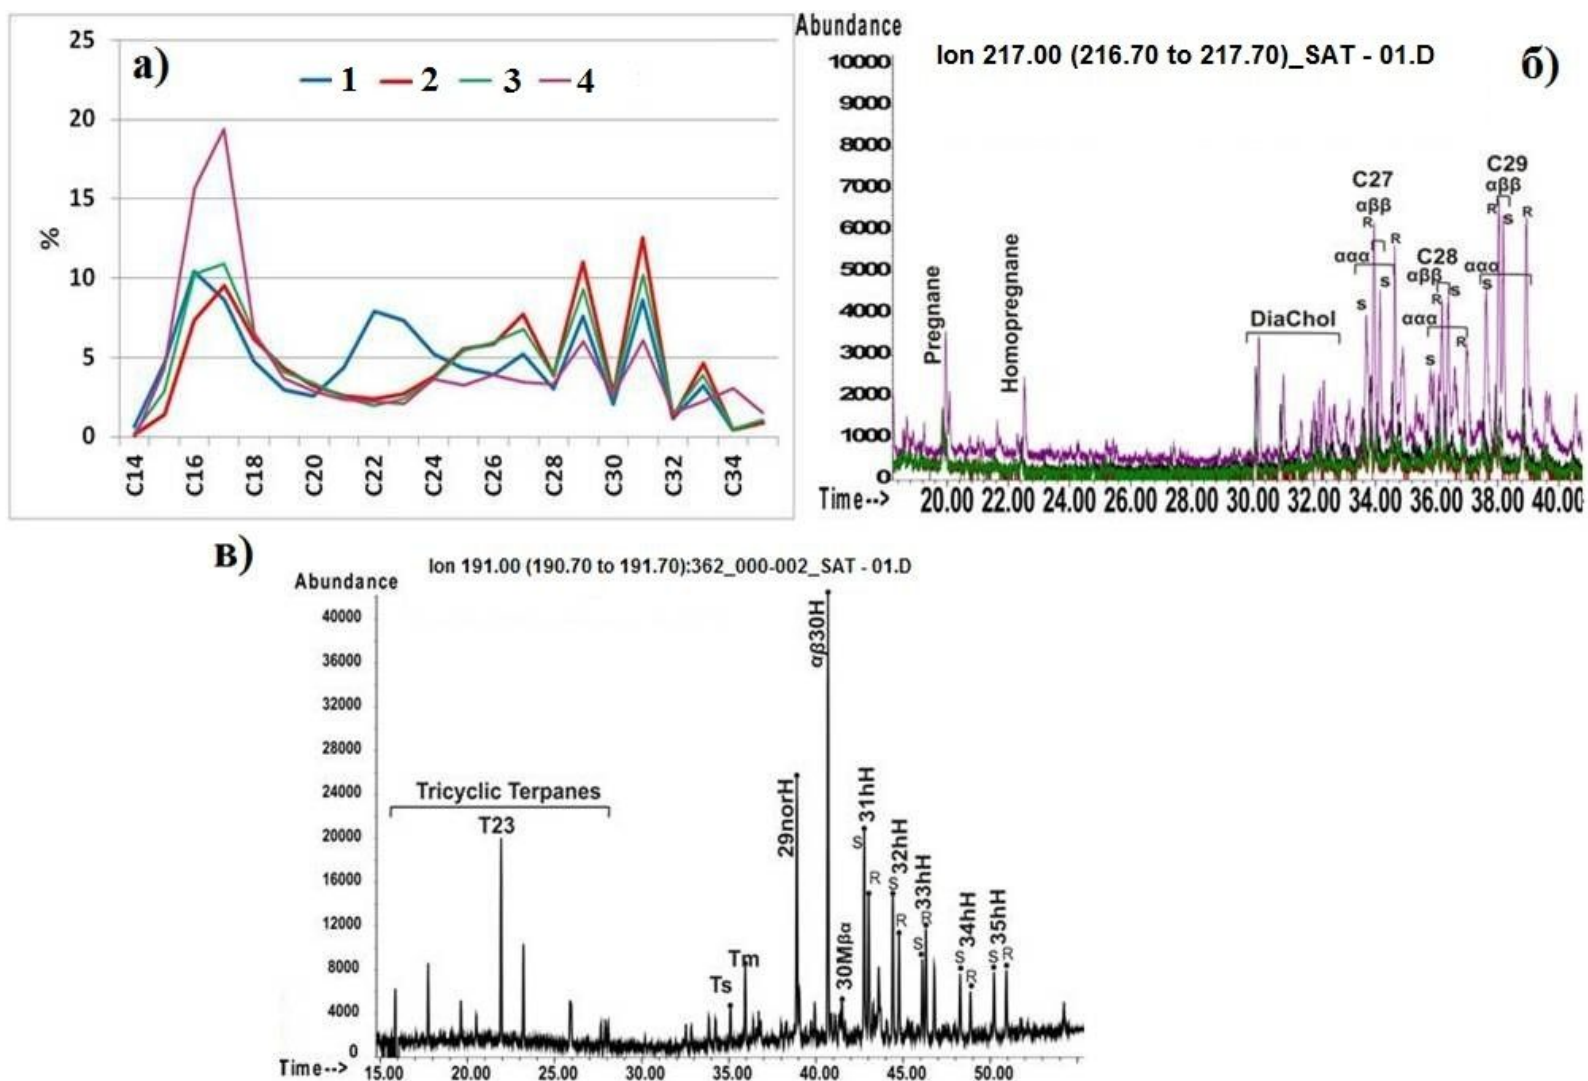 а)
1 2 3 4
25
20
15
10
5
0
%
C14 C16 C18 C20 C22 C24 C26 C28 C30 C32 C34
б)
Abundance
Ion 217.00 (216.70 to 217.70)_SAT - 01.D
10000
9000
8000
7000
6000
5000
4000
3000
2000
1000
0
Pregnane
Homopregnane
DiaChol
C27
αββ
R
S
R
ααα
S
C28
αββ
R
S
ααα
S
R
C29
αββ
R
S
R
ααα
S
Time-->
20.00 22.00 24.00 26.00 28.00 30.00 32.00 34.00 36.00 38.00 40.00
в)
Ion 191.00 (190.70 to 191.70):362_000-002_SAT - 01.D
Abundance
40000
36000
32000
28000
24000
20000
16000
12000
8000
4000
0
Tricyclic Terpanes
T23
Ts
Tm
29norH
αβ30H
30Mβα
31hH
S
R
32hH
S
R
33hH
S
R
34hH
S
R
35hH
S
R
Time-->
15.00 20.00 25.00 30.00 35.00 40.00 45.00 50.00